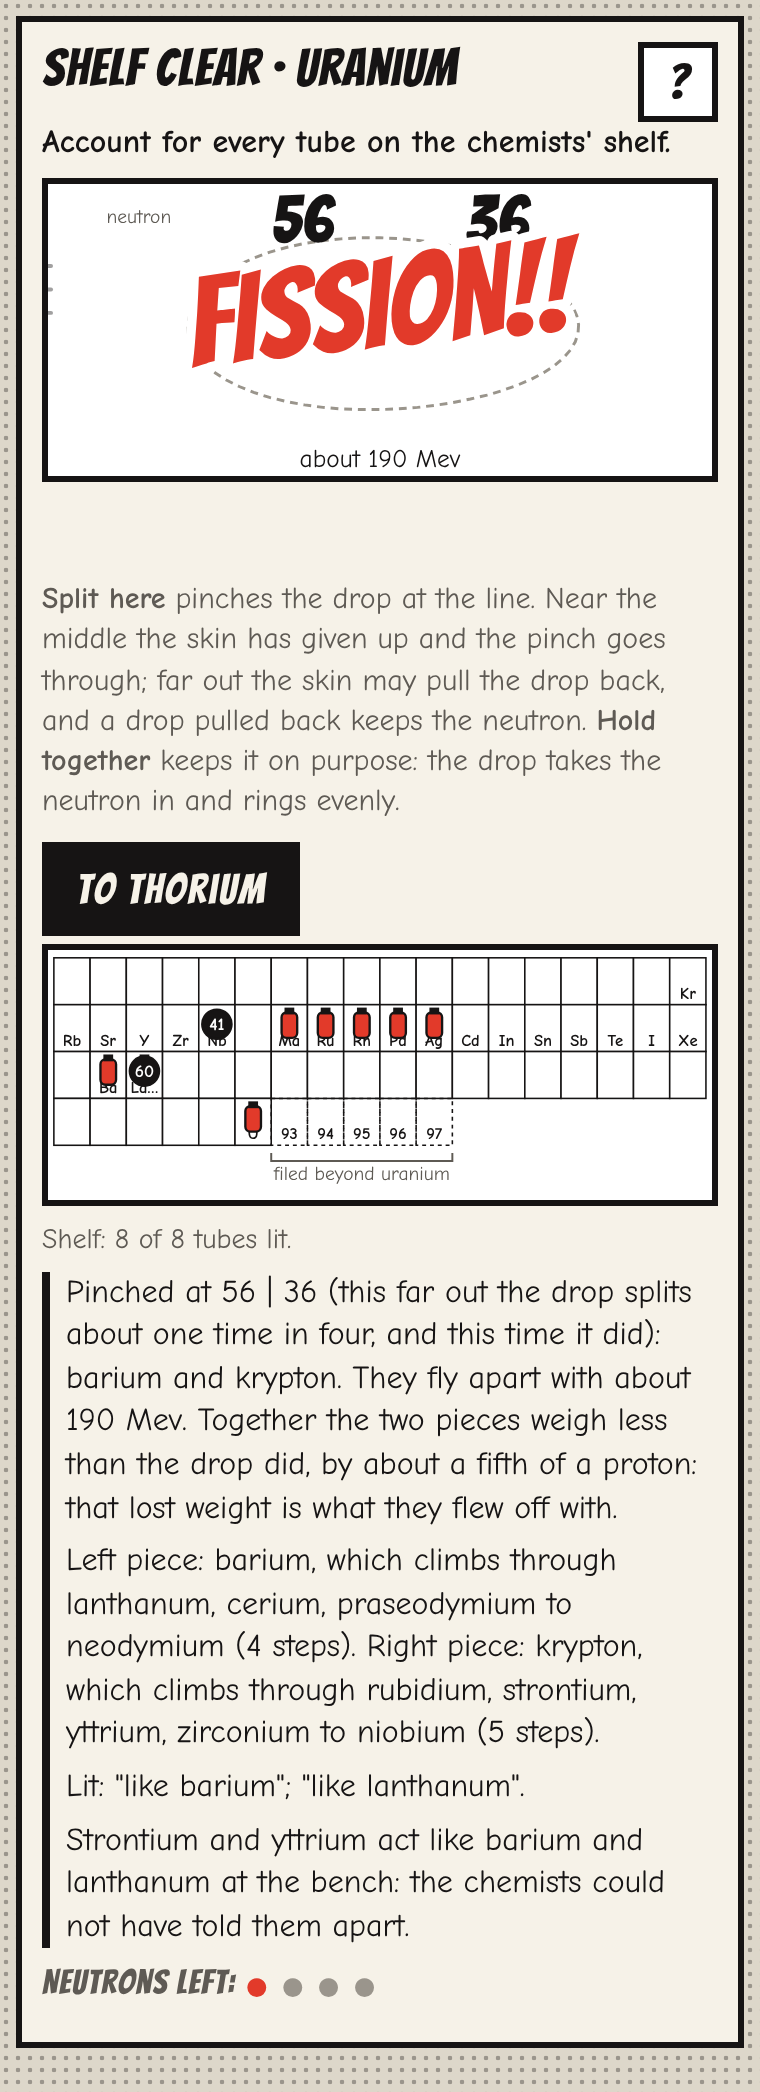 SHELF CLEAR • URANIUM
?
Account for every tube on the chemists' shelf.
neutron
56 36
FISSION!!
about 190 Mev
Split here pinches the drop at the line. Near the
middle the skin has given up and the pinch goes
through; far out the skin may pull the drop back,
and a drop pulled back keeps the neutron. Hold
together keeps it on purpose: the drop takes the
neutron in and rings evenly.
TO THORIUM
Kr
41
Rb Sr Y Zr Nb Ma Ru Rh Pd Ag Cd In Sn Sb Te I Xe
60
Ba La...
U 93 94 95 96 97
filed beyond uranium
Shelf: 8 of 8 tubes lit.
Pinched at 56 | 36 (this far out the drop splits
about one time in four, and this time it did):
barium and krypton. They fly apart with about
190 Mev. Together the two pieces weigh less
than the drop did, by about a fifth of a proton:
that lost weight is what they flew off with.
Left piece: barium, which climbs through
lanthanum, cerium, praseodymium to
neodymium (4 steps). Right piece: krypton,
which climbs through rubidium, strontium,
yttrium, zirconium to niobium (5 steps).
Lit: "like barium"; "like lanthanum".
Strontium and yttrium act like barium and
lanthanum at the bench: the chemists could
not have told them apart.
NEUTRONS LEFT: